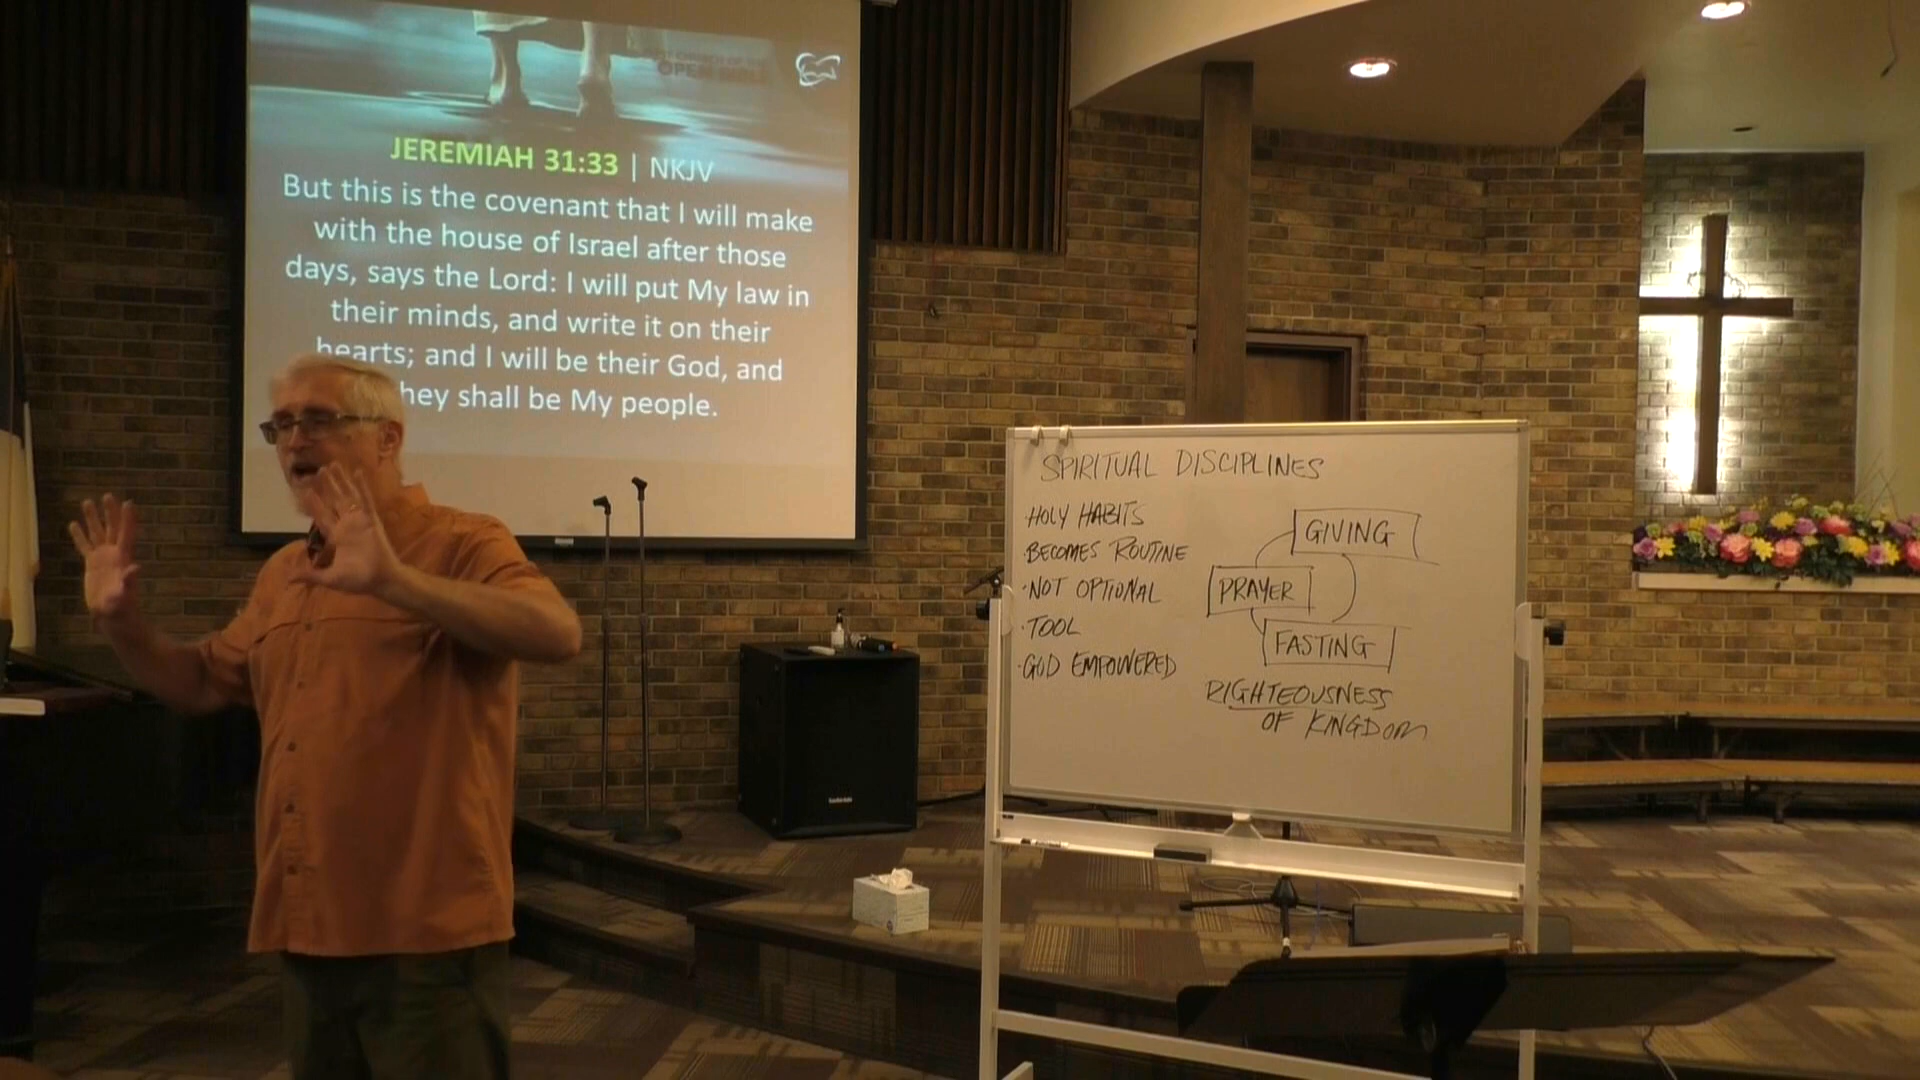 OPEN
JEREMIAH 31:33 | NKJV
But this is the covenant that I will make
with the house of Israel after those
days, says the Lord: I will put My law in
their minds, and write it on their
hearts; and I will be their God, and
hey shall be My people.
SPIRITUAL DISCIPLINES
·HOLY HABITS
·BECOMES ROUTINE
·NOT OPTIONAL
·TOOL
·GOD EMPOWERED
GIVING
PRAYER
FASTING
RIGHTEOUSNESS
OF KINGDOM